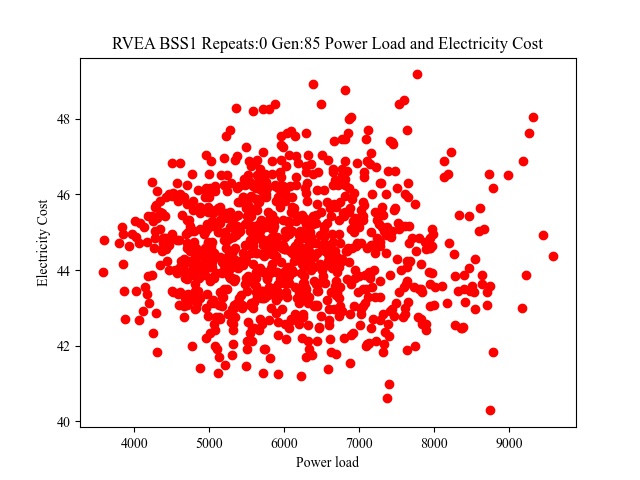 RVEA BSS1 Repeats:0 Gen:85 Power Load and Electricity Cost
48
46
44
42
40
Electricity Cost
4000 5000 6000 7000 8000 9000
Power load